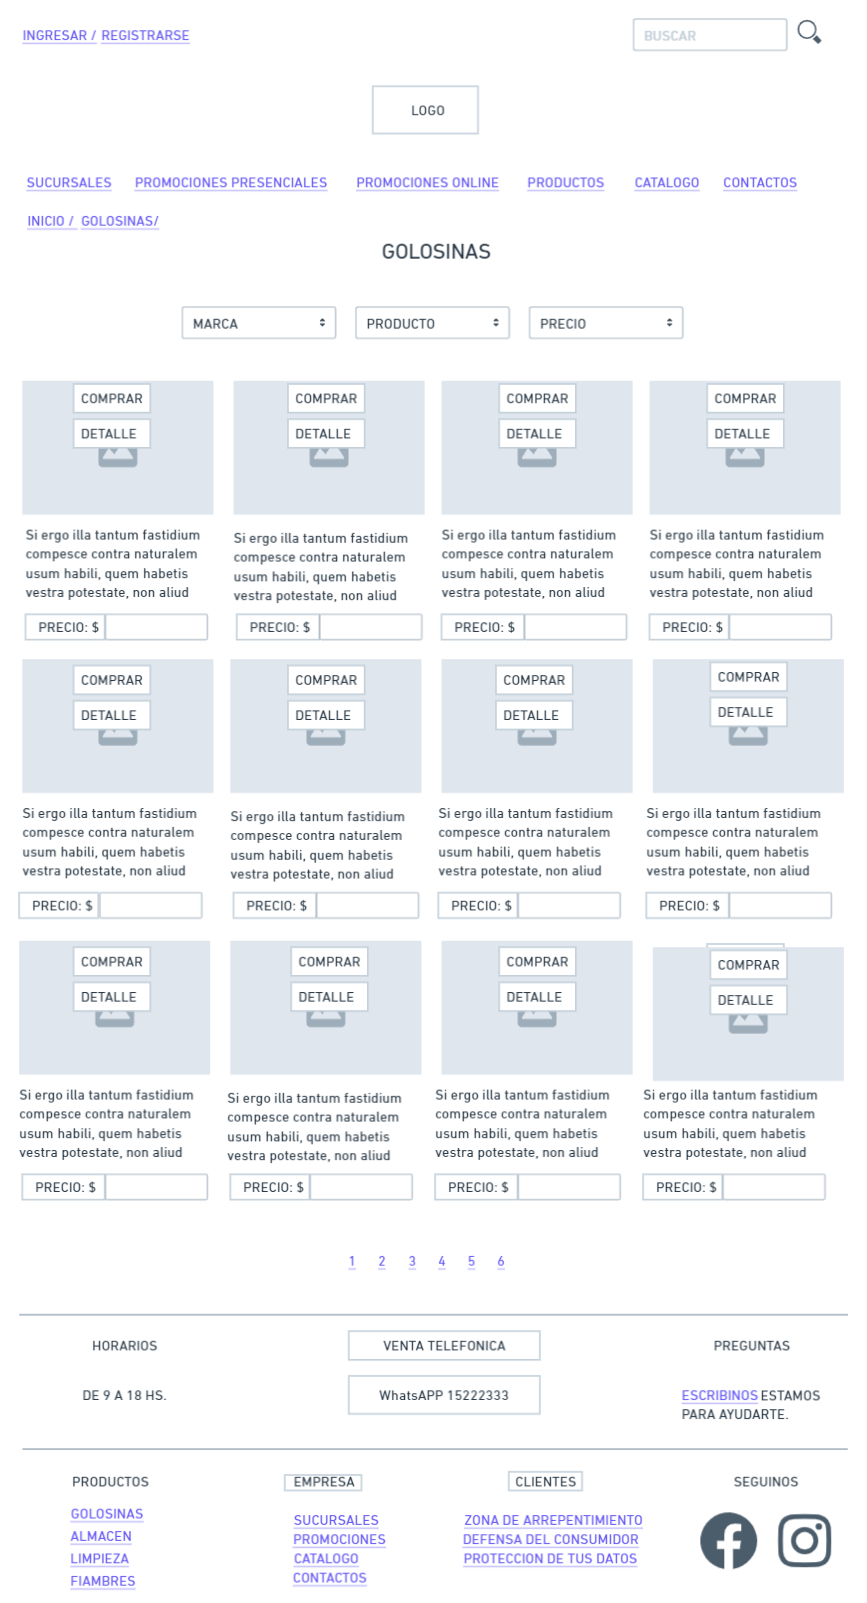 INGRESAR / REGISTRARSE
BUSCAR
LOGO
SUCURSALES PROMOCIONES PRESENCIALES PROMOCIONES ONLINE PRODUCTOS CATALOGO CONTACTOS
INICIO / GOLOSINAS/
GOLOSINAS
MARCA PRODUCTO PRECIO
COMPRAR COMPRAR COMPRAR COMPRAR
DETALLE DETALLE DETALLE DETALLE
Si ergo illa tantum fastidium
compesce contra naturalem
usum habili, quem habetis
vestra potestate, non aliud
Si ergo illa tantum fastidium
compesce contra naturalem
usum habili, quem habetis
vestra potestate, non aliud
Si ergo illa tantum fastidium
compesce contra naturalem
usum habili, quem habetis
vestra potestate, non aliud
Si ergo illa tantum fastidium
compesce contra naturalem
usum habili, quem habetis
vestra potestate, non aliud
PRECIO: $ PRECIO: $ PRECIO: $ PRECIO: $
COMPRAR COMPRAR COMPRAR COMPRAR
DETALLE DETALLE DETALLE DETALLE
Si ergo illa tantum fastidium
compesce contra naturalem
usum habili, quem habetis
vestra potestate, non aliud
Si ergo illa tantum fastidium
compesce contra naturalem
usum habili, quem habetis
vestra potestate, non aliud
Si ergo illa tantum fastidium
compesce contra naturalem
usum habili, quem habetis
vestra potestate, non aliud
Si ergo illa tantum fastidium
compesce contra naturalem
usum habili, quem habetis
vestra potestate, non aliud
PRECIO: $ PRECIO: $ PRECIO: $ PRECIO: $
COMPRAR COMPRAR COMPRAR COMPRAR
DETALLE DETALLE DETALLE DETALLE
Si ergo illa tantum fastidium
compesce contra naturalem
usum habili, quem habetis
vestra potestate, non aliud
Si ergo illa tantum fastidium
compesce contra naturalem
usum habili, quem habetis
vestra potestate, non aliud
Si ergo illa tantum fastidium
compesce contra naturalem
usum habili, quem habetis
vestra potestate, non aliud
Si ergo illa tantum fastidium
compesce contra naturalem
usum habili, quem habetis
vestra potestate, non aliud
PRECIO: $ PRECIO: $ PRECIO: $ PRECIO: $
1 2 3 4 5 6
HORARIOS
DE 9 A 18 HS.
VENTA TELEFONICA
WhatsAPP 15222333
PREGUNTAS
ESCRIBINOS ESTAMOS
PARA AYUDARTE.
PRODUCTOS
GOLOSINAS
ALMACEN
LIMPIEZA
FIAMBRES
EMPRESA
SUCURSALES
PROMOCIONES
CATALOGO
CONTACTOS
CLIENTES
ZONA DE ARREPENTIMIENTO
DEFENSA DEL CONSUMIDOR
PROTECCION DE TUS DATOS
SEGUINOS